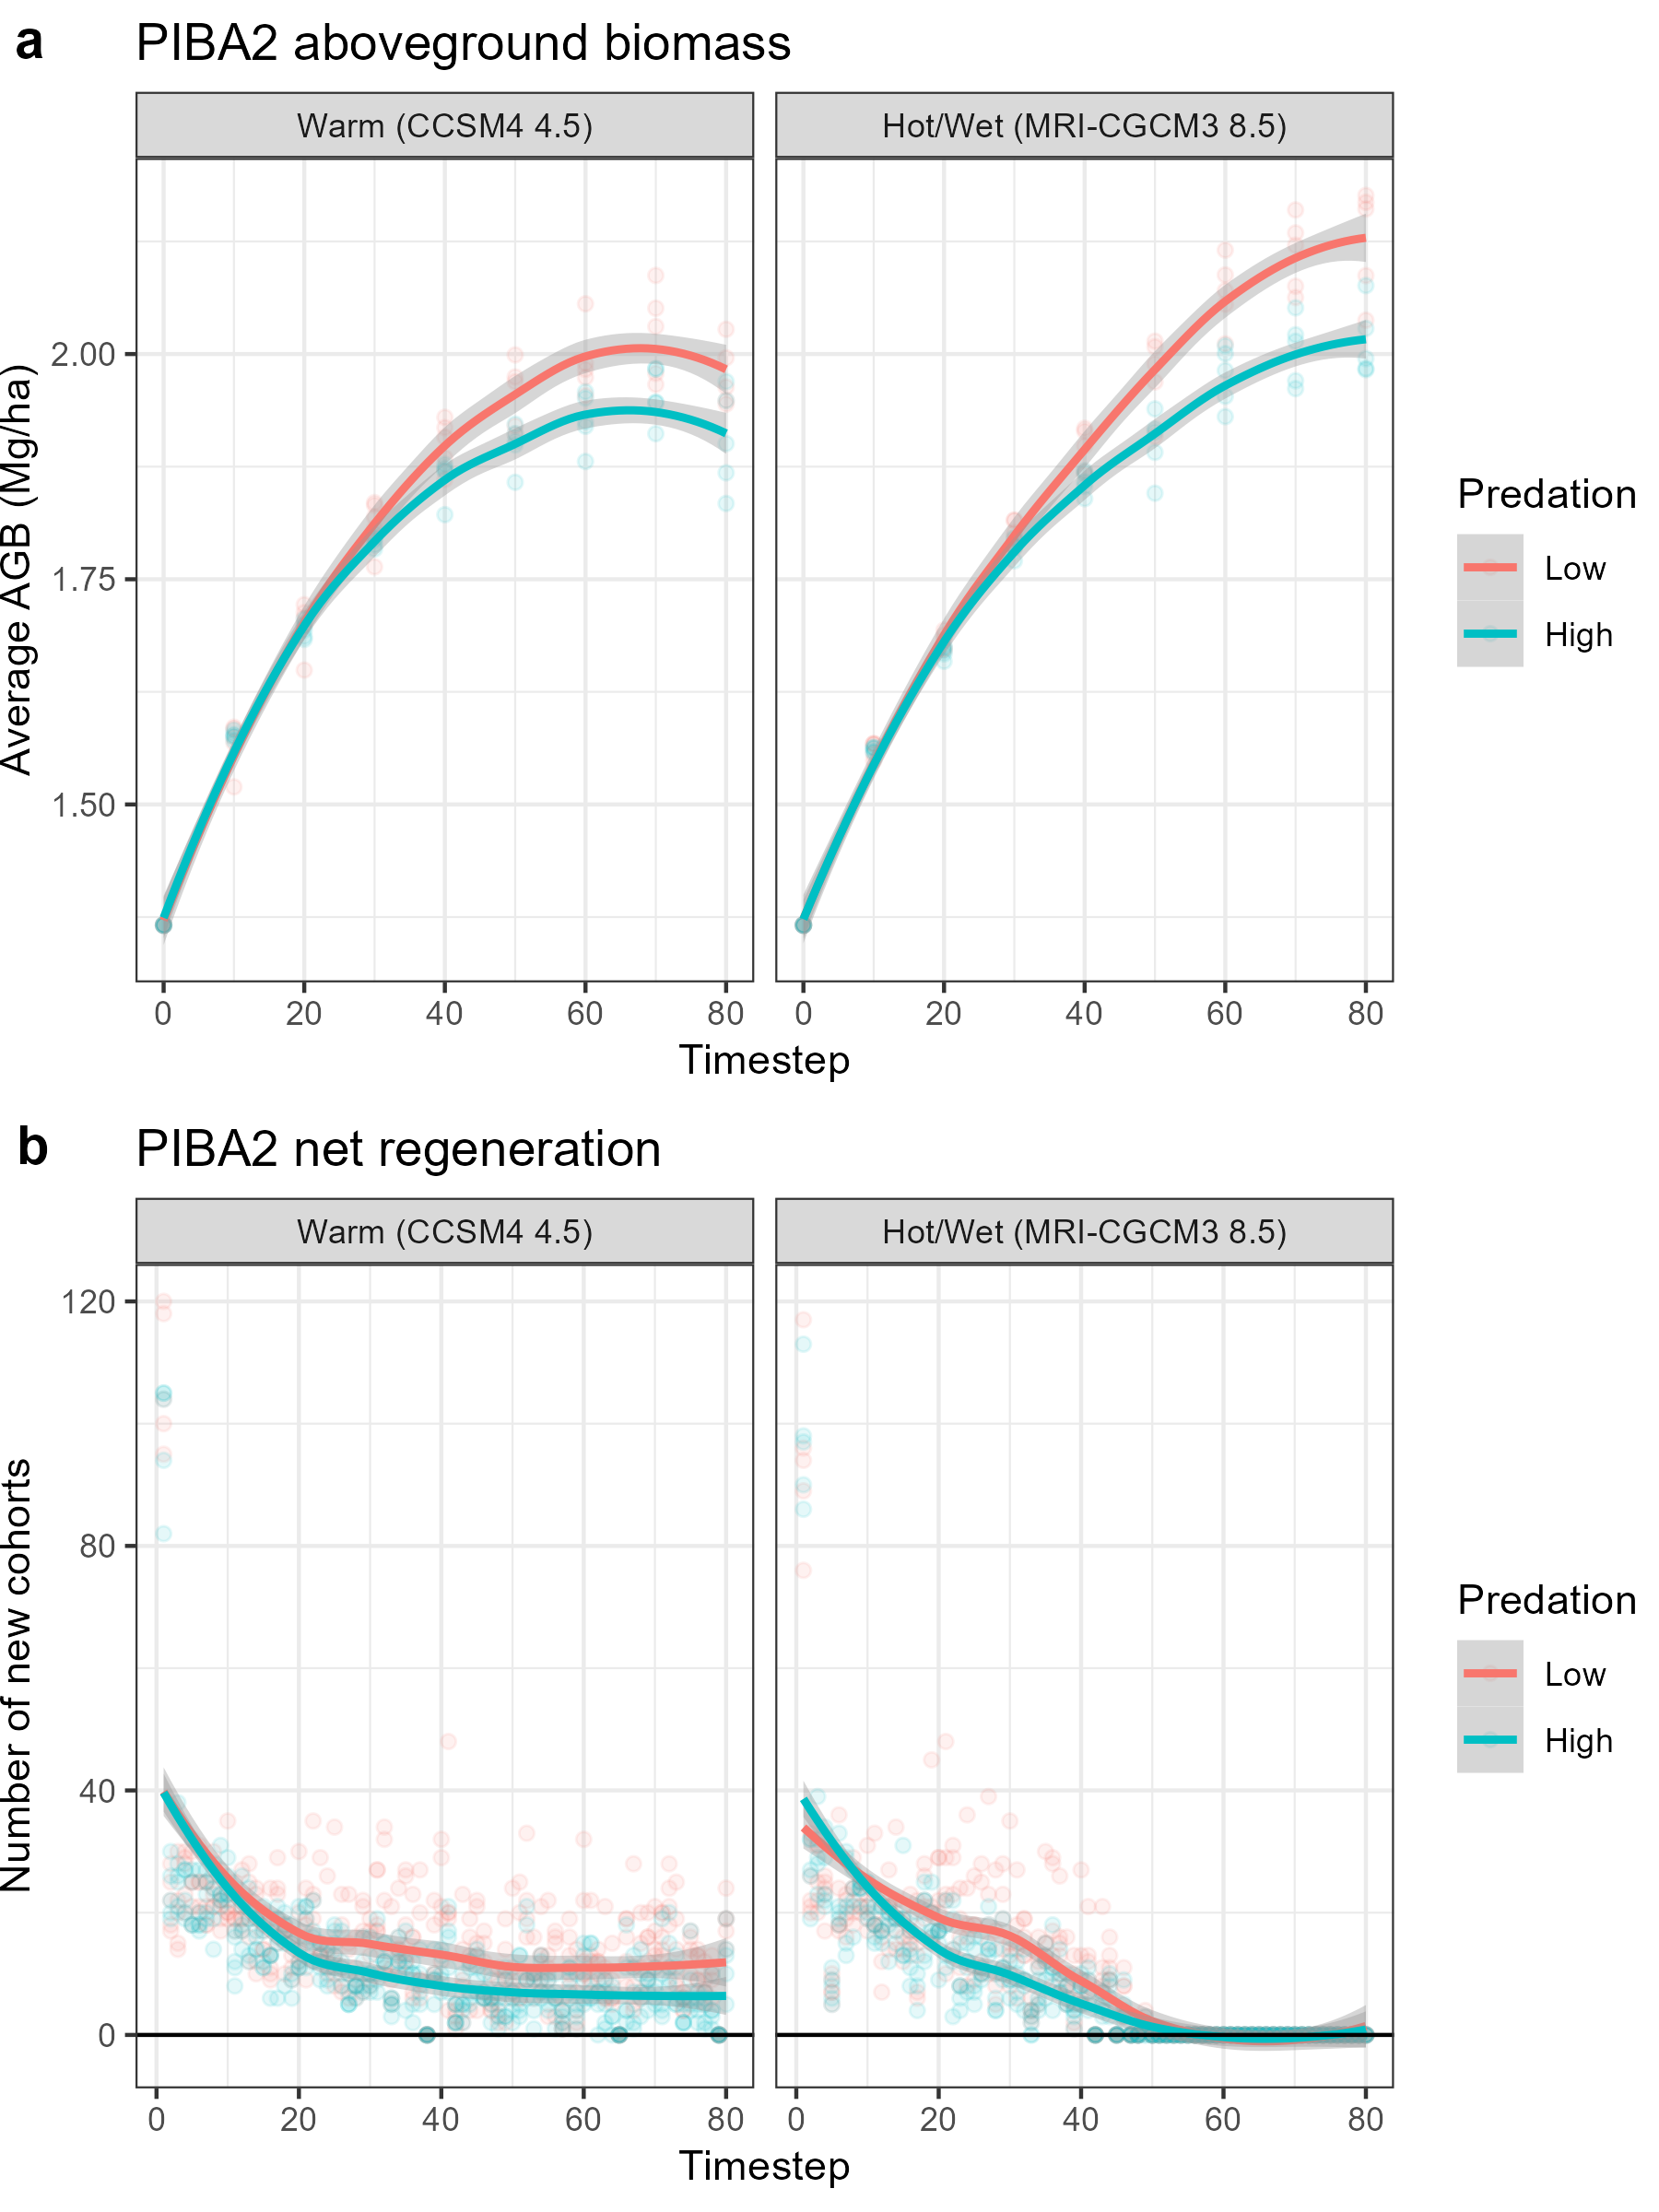 a PIBA2 aboveground biomass
Warm (CCSM4 4.5) Hot/Wet (MRI-CGCM3 8.5)
Average AGB (Mg/ha)
2.00
1.75
1.50
0 20 40 60 80 0 20 40 60 80
Timestep
Predation
Low
High
b PIBA2 net regeneration
Warm (CCSM4 4.5) Hot/Wet (MRI-CGCM3 8.5)
Number of new cohorts
120
80
40
0
0 20 40 60 80 0 20 40 60 80
Timestep
Predation
Low
High